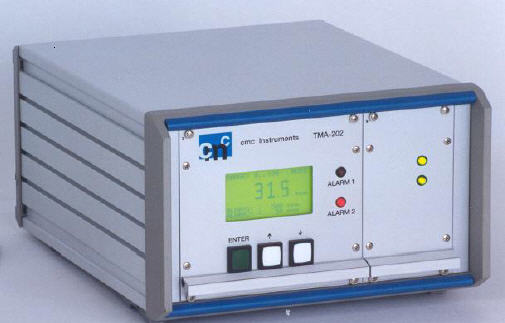 cmc Instruments TMA-202
cmc
31.5
ALARM 1
ALARM 2
ENTER